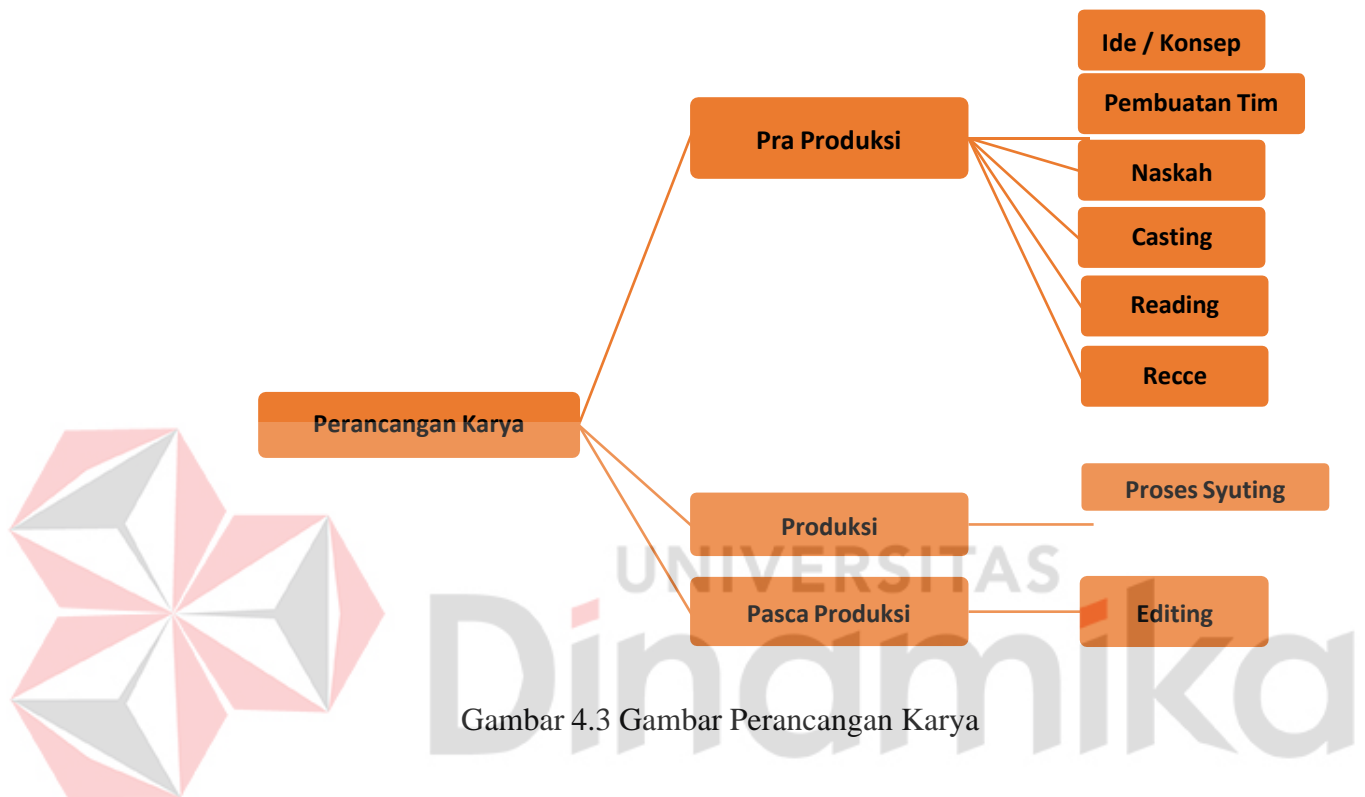 Ide / Konsep
Pembuatan Tim
Pra Produksi
Naskah
Casting
Reading
Recce
Perancangan Karya
Proses Syuting
Produksi
UNIVERSITAS
Dinamika
Pasca Produksi
Editing
Gambar 4.3 Gambar Perancangan Karya